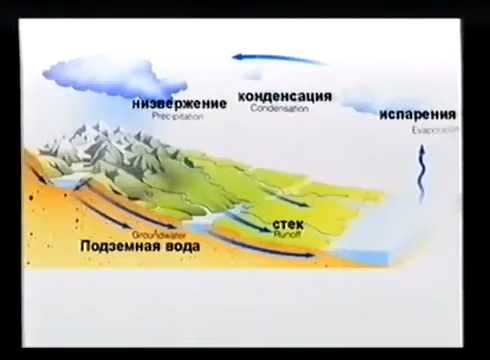 низвержение
Precipitation
конденсация
Condensation
испарения
Evaporation
стек
Runoff
Groundwater
Подземная вода